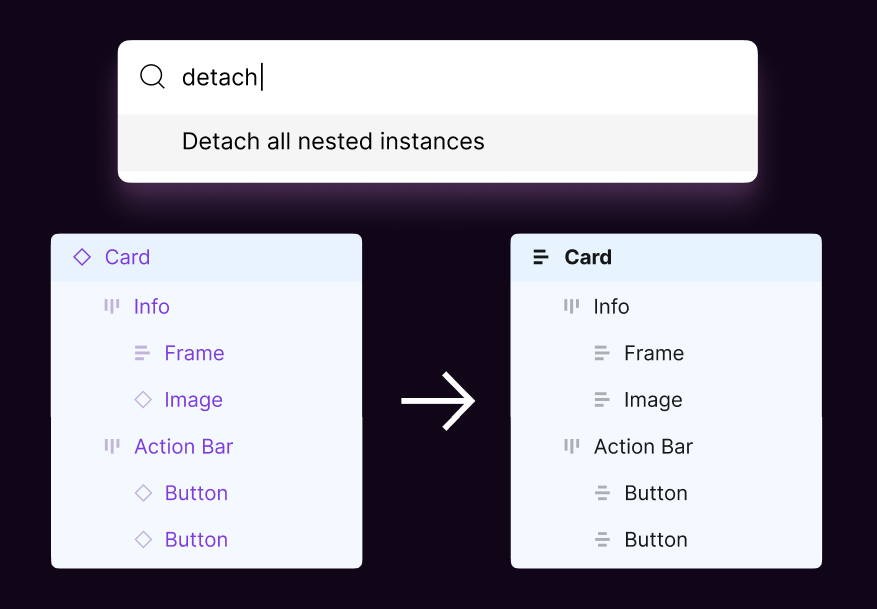 detach
Detach all nested instances
Card
Info
Frame
Image
Action Bar
Button
Button
Card
Info
Frame
Image
Action Bar
Button
Button